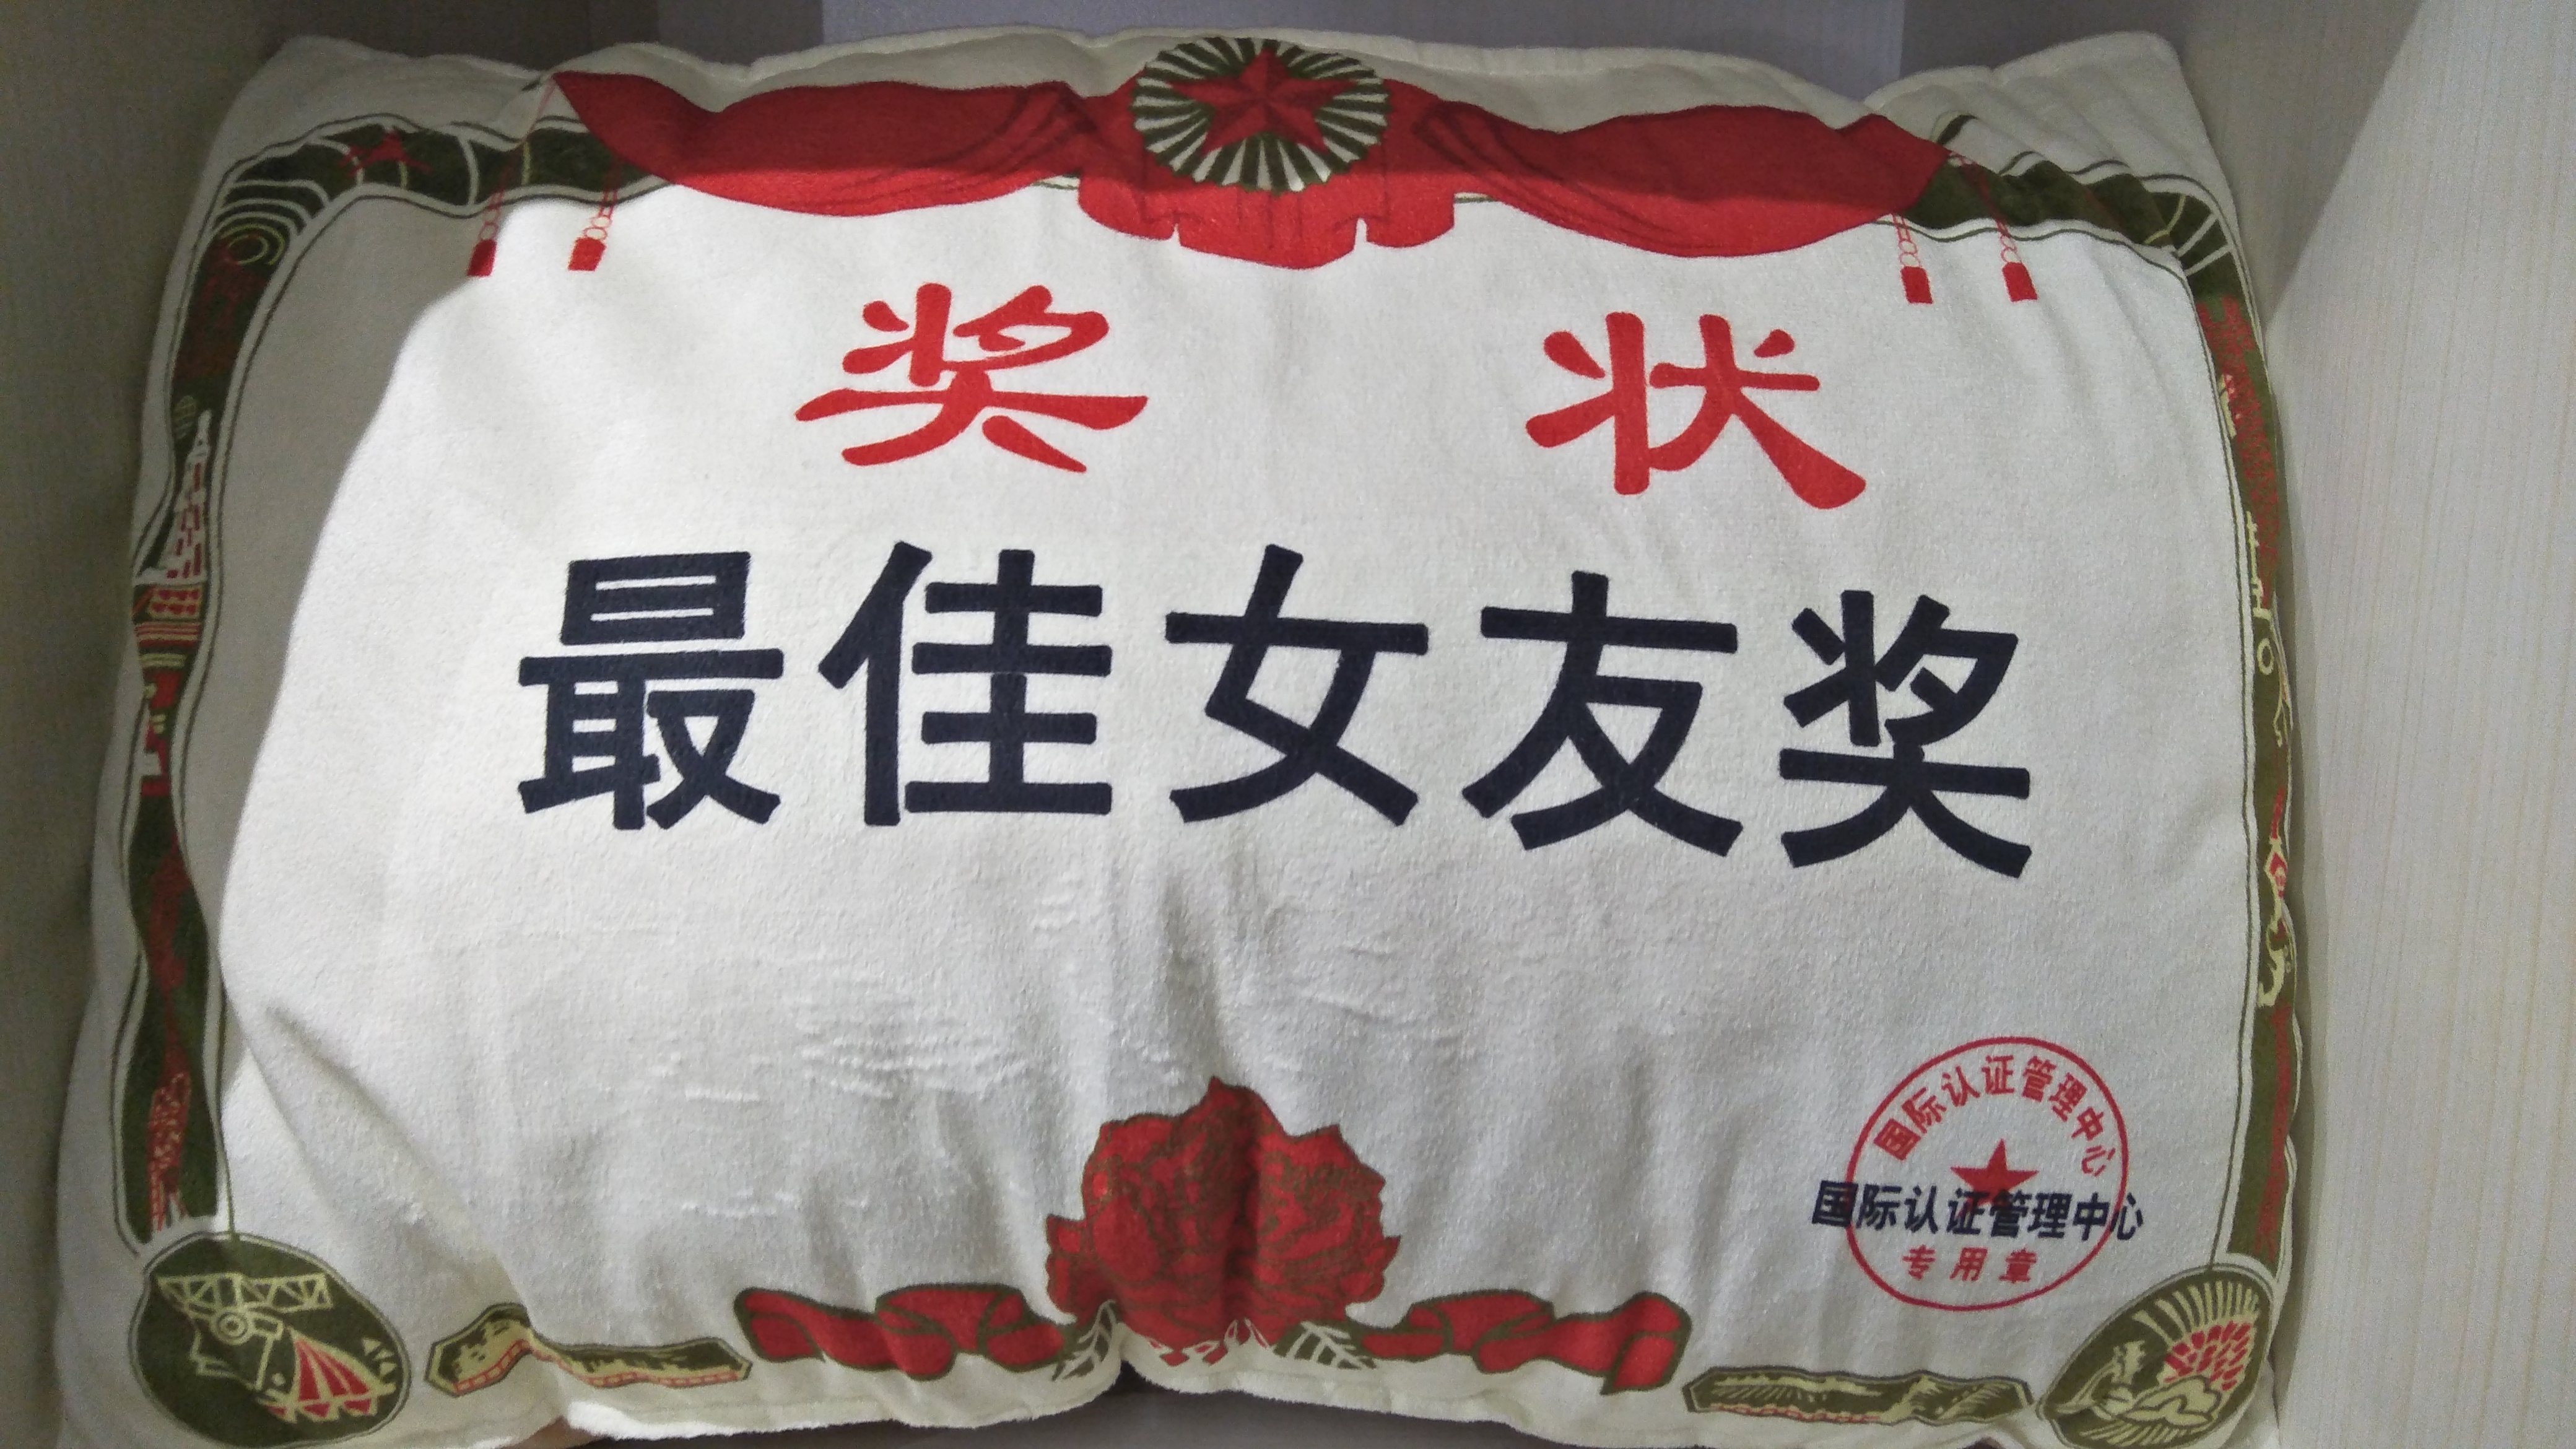 奖 状
最佳女友奖
国际认证管理中心
国际认证管理中心
专用章